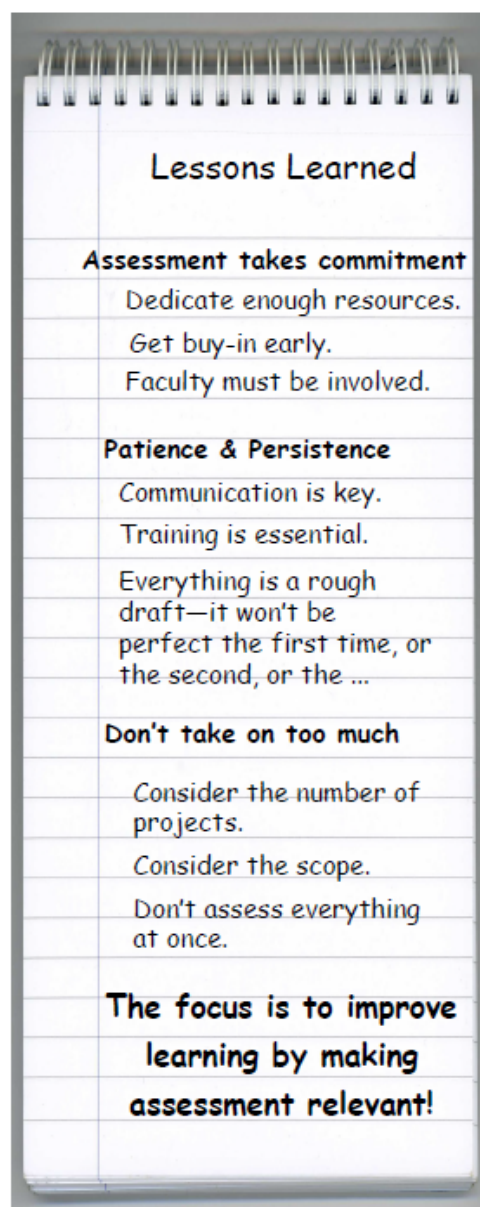 Lessons Learned
Assessment takes commitment
Dedicate enough resources.
Get buy-in early.
Faculty must be involved.
Patience & Persistence
Communication is key.
Training is essential.
Everything is a rough
draft—it won't be
perfect the first time, or
the second, or the ...
Don't take on too much
Consider the number of
projects.
Consider the scope.
Don't assess everything
at once.
The focus is to improve
learning by making
assessment relevant!